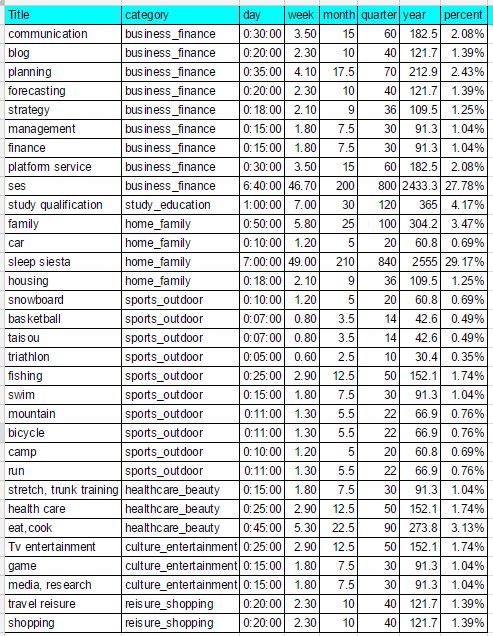 Title category day week month quarter year percent
communication business_finance 0:30:00 3.50 15 60 182.5 2.08%
blog business_finance 0:20:00 2.30 10 40 121.7 1.39%
planning business_finance 0:35:00 4.10 17.5 70 212.9 2.43%
forecasting business_finance 0:20:00 2.30 10 40 121.7 1.39%
strategy business_finance 0:18:00 2.10 9 36 109.5 1.25%
management business_finance 0:15:00 1.80 7.5 30 91.3 1.04%
finance business_finance 0:15:00 1.80 7.5 30 91.3 1.04%
platform service business_finance 0:30:00 3.50 15 60 182.5 2.08%
ses business_finance 6:40:00 46.70 200 800 2433.3 27.78%
study qualification study_education 1:00:00 7.00 30 120 365 4.17%
family home_family 0:50:00 5.80 25 100 304.2 3.47%
car home_family 0:10:00 1.20 5 20 60.8 0.69%
sleep siesta home_family 7:00:00 49.00 210 840 2555 29.17%
housing home_family 0:18:00 2.10 9 36 109.5 1.25%
snowboard sports_outdoor 0:10:00 1.20 5 20 60.8 0.69%
basketball sports_outdoor 0:07:00 0.80 3.5 14 42.6 0.49%
taisou sports_outdoor 0:07:00 0.80 3.5 14 42.6 0.49%
triathlon sports_outdoor 0:05:00 0.60 2.5 10 30.4 0.35%
fishing sports_outdoor 0:25:00 2.90 12.5 50 152.1 1.74%
swim sports_outdoor 0:15:00 1.80 7.5 30 91.3 1.04%
mountain sports_outdoor 0:11:00 1.30 5.5 22 66.9 0.76%
bicycle sports_outdoor 0:11:00 1.30 5.5 22 66.9 0.76%
camp sports_outdoor 0:10:00 1.20 5 20 60.8 0.69%
run sports_outdoor 0:11:00 1.30 5.5 22 66.9 0.76%
stretch, trunk training healthcare_beauty 0:15:00 1.80 7.5 30 91.3 1.04%
health care healthcare_beauty 0:25:00 2.90 12.5 50 152.1 1.74%
eat,cook healthcare_beauty 0:45:00 5.30 22.5 90 273.8 3.13%
Tv entertainment culture_entertainment 0:25:00 2.90 12.5 50 152.1 1.74%
game culture_entertainment 0:15:00 1.80 7.5 30 91.3 1.04%
media, research culture_entertainment 0:15:00 1.80 7.5 30 91.3 1.04%
travel reisure reisure_shopping 0:20:00 2.30 10 40 121.7 1.39%
shopping reisure_shopping 0:20:00 2.30 10 40 121.7 1.39%